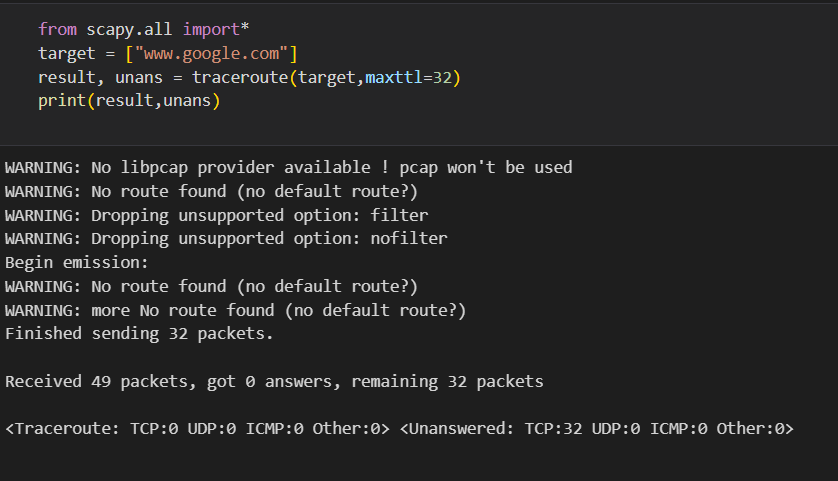 from scapy.all import*
target = ["www.google.com"]
result, unans = traceroute(target,maxttl=32)
print(result,unans)
WARNING: No libpcap provider available ! pcap won't be used
WARNING: No route found (no default route?)
WARNING: Dropping unsupported option: filter
WARNING: Dropping unsupported option: nofilter
Begin emission:
WARNING: No route found (no default route?)
WARNING: more No route found (no default route?)
Finished sending 32 packets.
Received 49 packets, got 0 answers, remaining 32 packets
<Traceroute: TCP:0 UDP:0 ICMP:0 Other:0> <Unanswered: TCP:32 UDP:0 ICMP:0 Other:0>